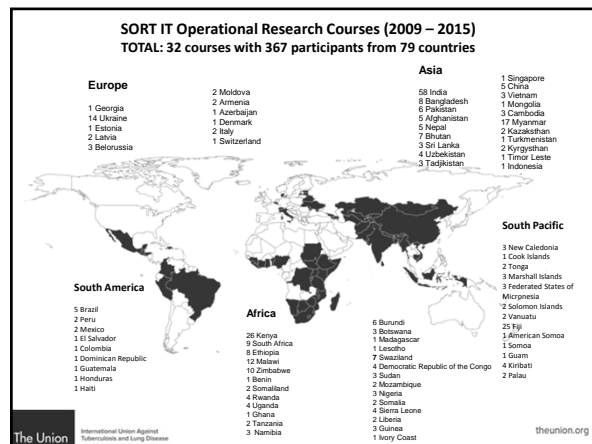 SORT IT Operational Research Courses (2009 – 2015)
TOTAL: 32 courses with 367 participants from 79 countries
Europe
1 Georgia
14 Ukraine
1 Estonia
2 Latvia
3 Belorussia
2 Moldova
2 Armenia
1 Azerbaijan
1 Denmark
2 Italy
1 Switzerland
Asia
58 India
8 Bangladesh
6 Pakistan
5 Afghanistan
5 Nepal
7 Bhutan
3 Sri Lanka
4 Uzbekistan
3 Tadjikistan
1 Singapore
5 China
3 Vietnam
1 Mongolia
3 Cambodia
17 Myanmar
2 Kazaksthan
1 Turkmenistan
2 Kyrgysthan
1 Timor Leste
1 Indonesia
South America
5 Brazil
2 Peru
2 Mexico
1 El Salvador
1 Colombia
1 Dominican Republic
1 Guatemala
1 Honduras
1 Haiti
Africa
26 Kenya
9 South Africa
8 Ethiopia
12 Malawi
10 Zimbabwe
1 Benin
2 Somaliland
4 Rwanda
4 Uganda
1 Ghana
2 Tanzania
3 Namibia
6 Burundi
3 Botswana
1 Madagascar
1 Lesotho
7 Swaziland
4 Democratic Republic of the Congo
3 Sudan
2 Mozambique
3 Nigeria
2 Somalia
4 Sierra Leone
2 Liberia
3 Guinea
1 Ivory Coast
South Pacific
3 New Caledonia
1 Cook Islands
2 Tonga
3 Marshall Islands
3 Federated States of
Micrpnesia
2 Solomon Islands
2 Vanuatu
25 Fiji
1 American Somoa
1 Somoa
1 Guam
4 Kiribati
2 Palau
The Union
International Union Against
Tuberculosis and Lung Disease
theunion.org